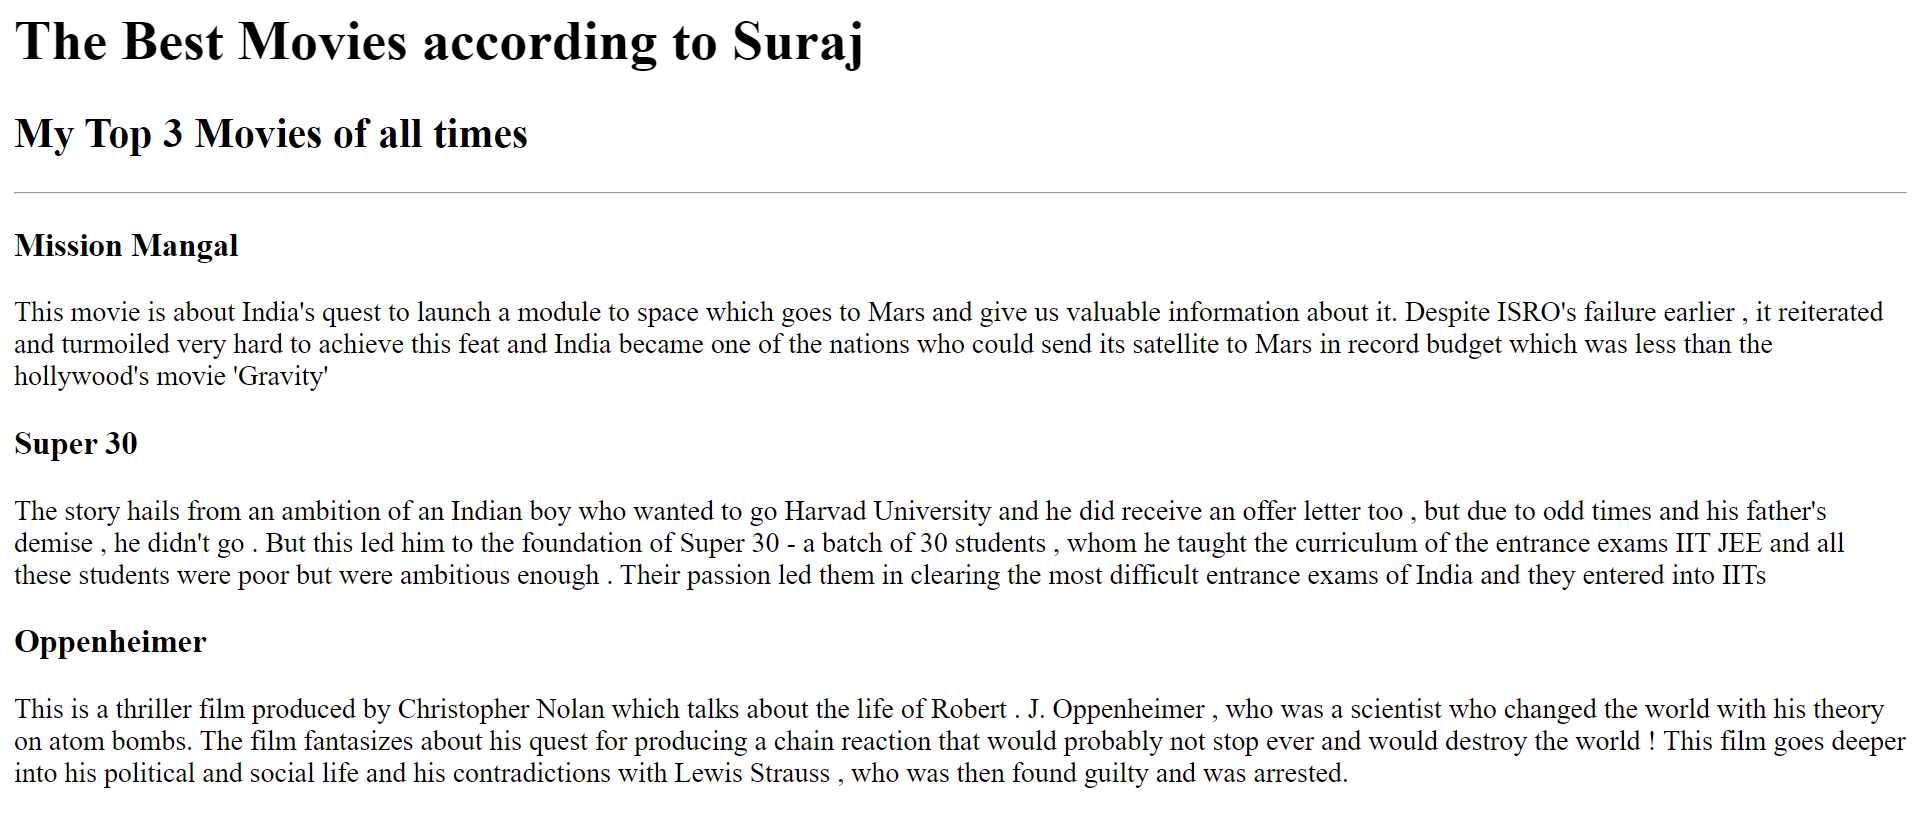 The Best Movies according to Suraj
My Top 3 Movies of all times
Mission Mangal
This movie is about India's quest to launch a module to space which goes to Mars and give us valuable information about it. Despite ISRO's failure earlier , it reiterated
and turmoiled very hard to achieve this feat and India became one of the nations who could send its satellite to Mars in record budget which was less than the
hollywood's movie 'Gravity'
Super 30
The story hails from an ambition of an Indian boy who wanted to go Harvad University and he did receive an offer letter too , but due to odd times and his father's
demise , he didn't go . But this led him to the foundation of Super 30 - a batch of 30 students , whom he taught the curriculum of the entrance exams IIT JEE and all
these students were poor but were ambitious enough . Their passion led them in clearing the most difficult entrance exams of India and they entered into IITs
Oppenheimer
This is a thriller film produced by Christopher Nolan which talks about the life of Robert . J. Oppenheimer , who was a scientist who changed the world with his theory
on atom bombs. The film fantasizes about his quest for producing a chain reaction that would probably not stop ever and would destroy the world ! This film goes deeper
into his political and social life and his contradictions with Lewis Strauss , who was then found guilty and was arrested.